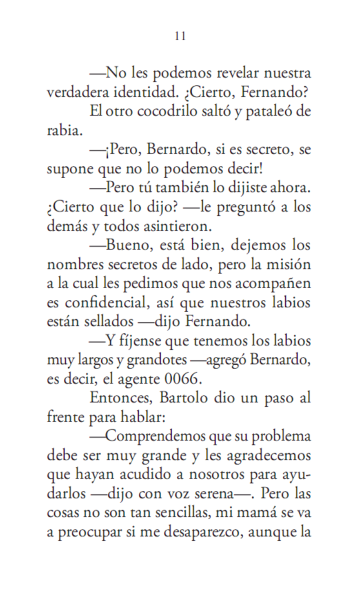 11
—No les podemos revelar nuestra
verdadera identidad. ¿Cierto, Fernando?
El otro cocodrilo saltó y pataleó de
rabia.
—¡Pero, Bernardo, si es secreto, se
supone que no lo podemos decir!
—Pero tú también lo dijiste ahora.
¿Cierto que lo dijo? —le preguntó a los
demás y todos asintieron.
—Bueno, está bien, dejemos los
nombres secretos de lado, pero la misión
a la cual les pedimos que nos acompañen
es confidencial, así que nuestros labios
están sellados —dijo Fernando.
—Y fíjense que tenemos los labios
muy largos y grandotes —agregó Bernardo,
es decir, el agente 0066.
Entonces, Bartolo dio un paso al
frente para hablar:
—Comprendemos que su problema
debe ser muy grande y les agradecemos
que hayan acudido a nosotros para ayu-
darlos —dijo con voz serena—. Pero las
cosas no son tan sencillas, mi mamá se va
a preocupar si me desaparezco, aunque la